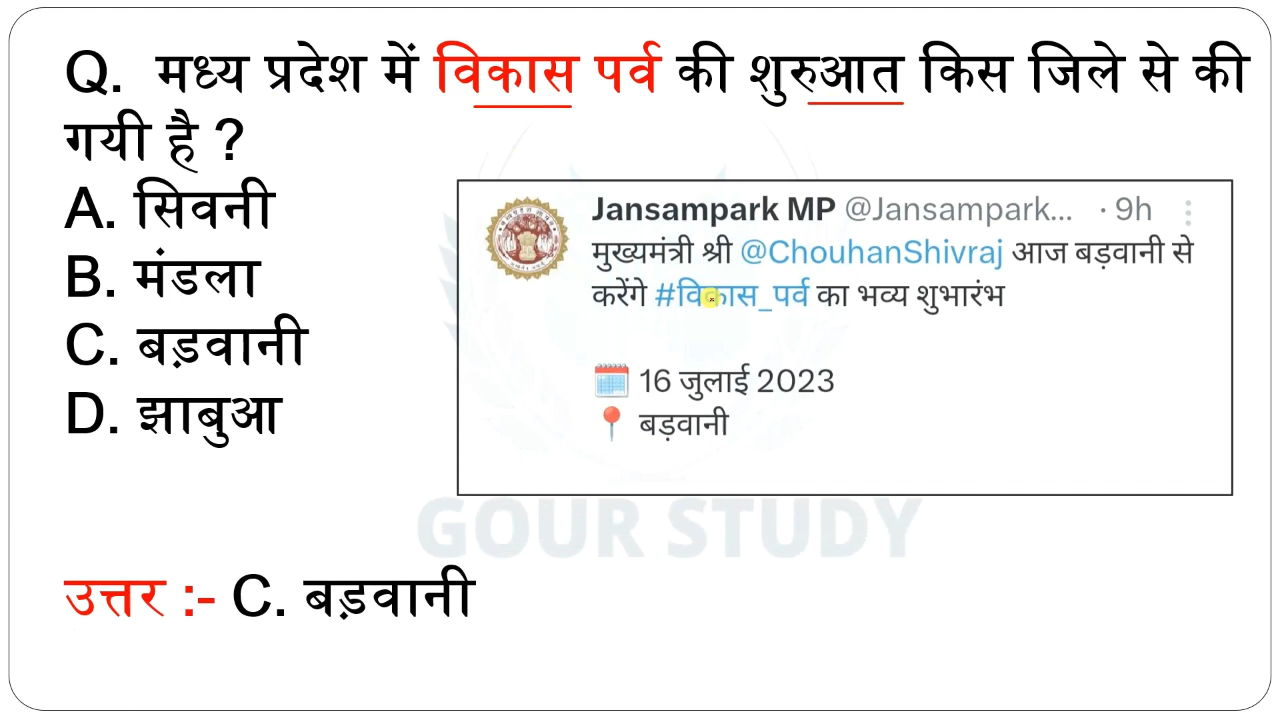 Q. मध्य प्रदेश में विकास पर्व की शुरुआत किस जिले से की
गयी है ?
A. सिवनी
B. मंडला
C. बड़वानी
D. झाबुआ
Jansampark MP @Jansampark... · 9h
मुख्यमंत्री श्री @ChouhanShivraj आज बड़वानी से
करेंगे #विकास_पर्व का भव्य शुभारंभ
16 जुलाई 2023
बड़वानी
GOUR STUDY
उत्तर :- C. बड़वानी